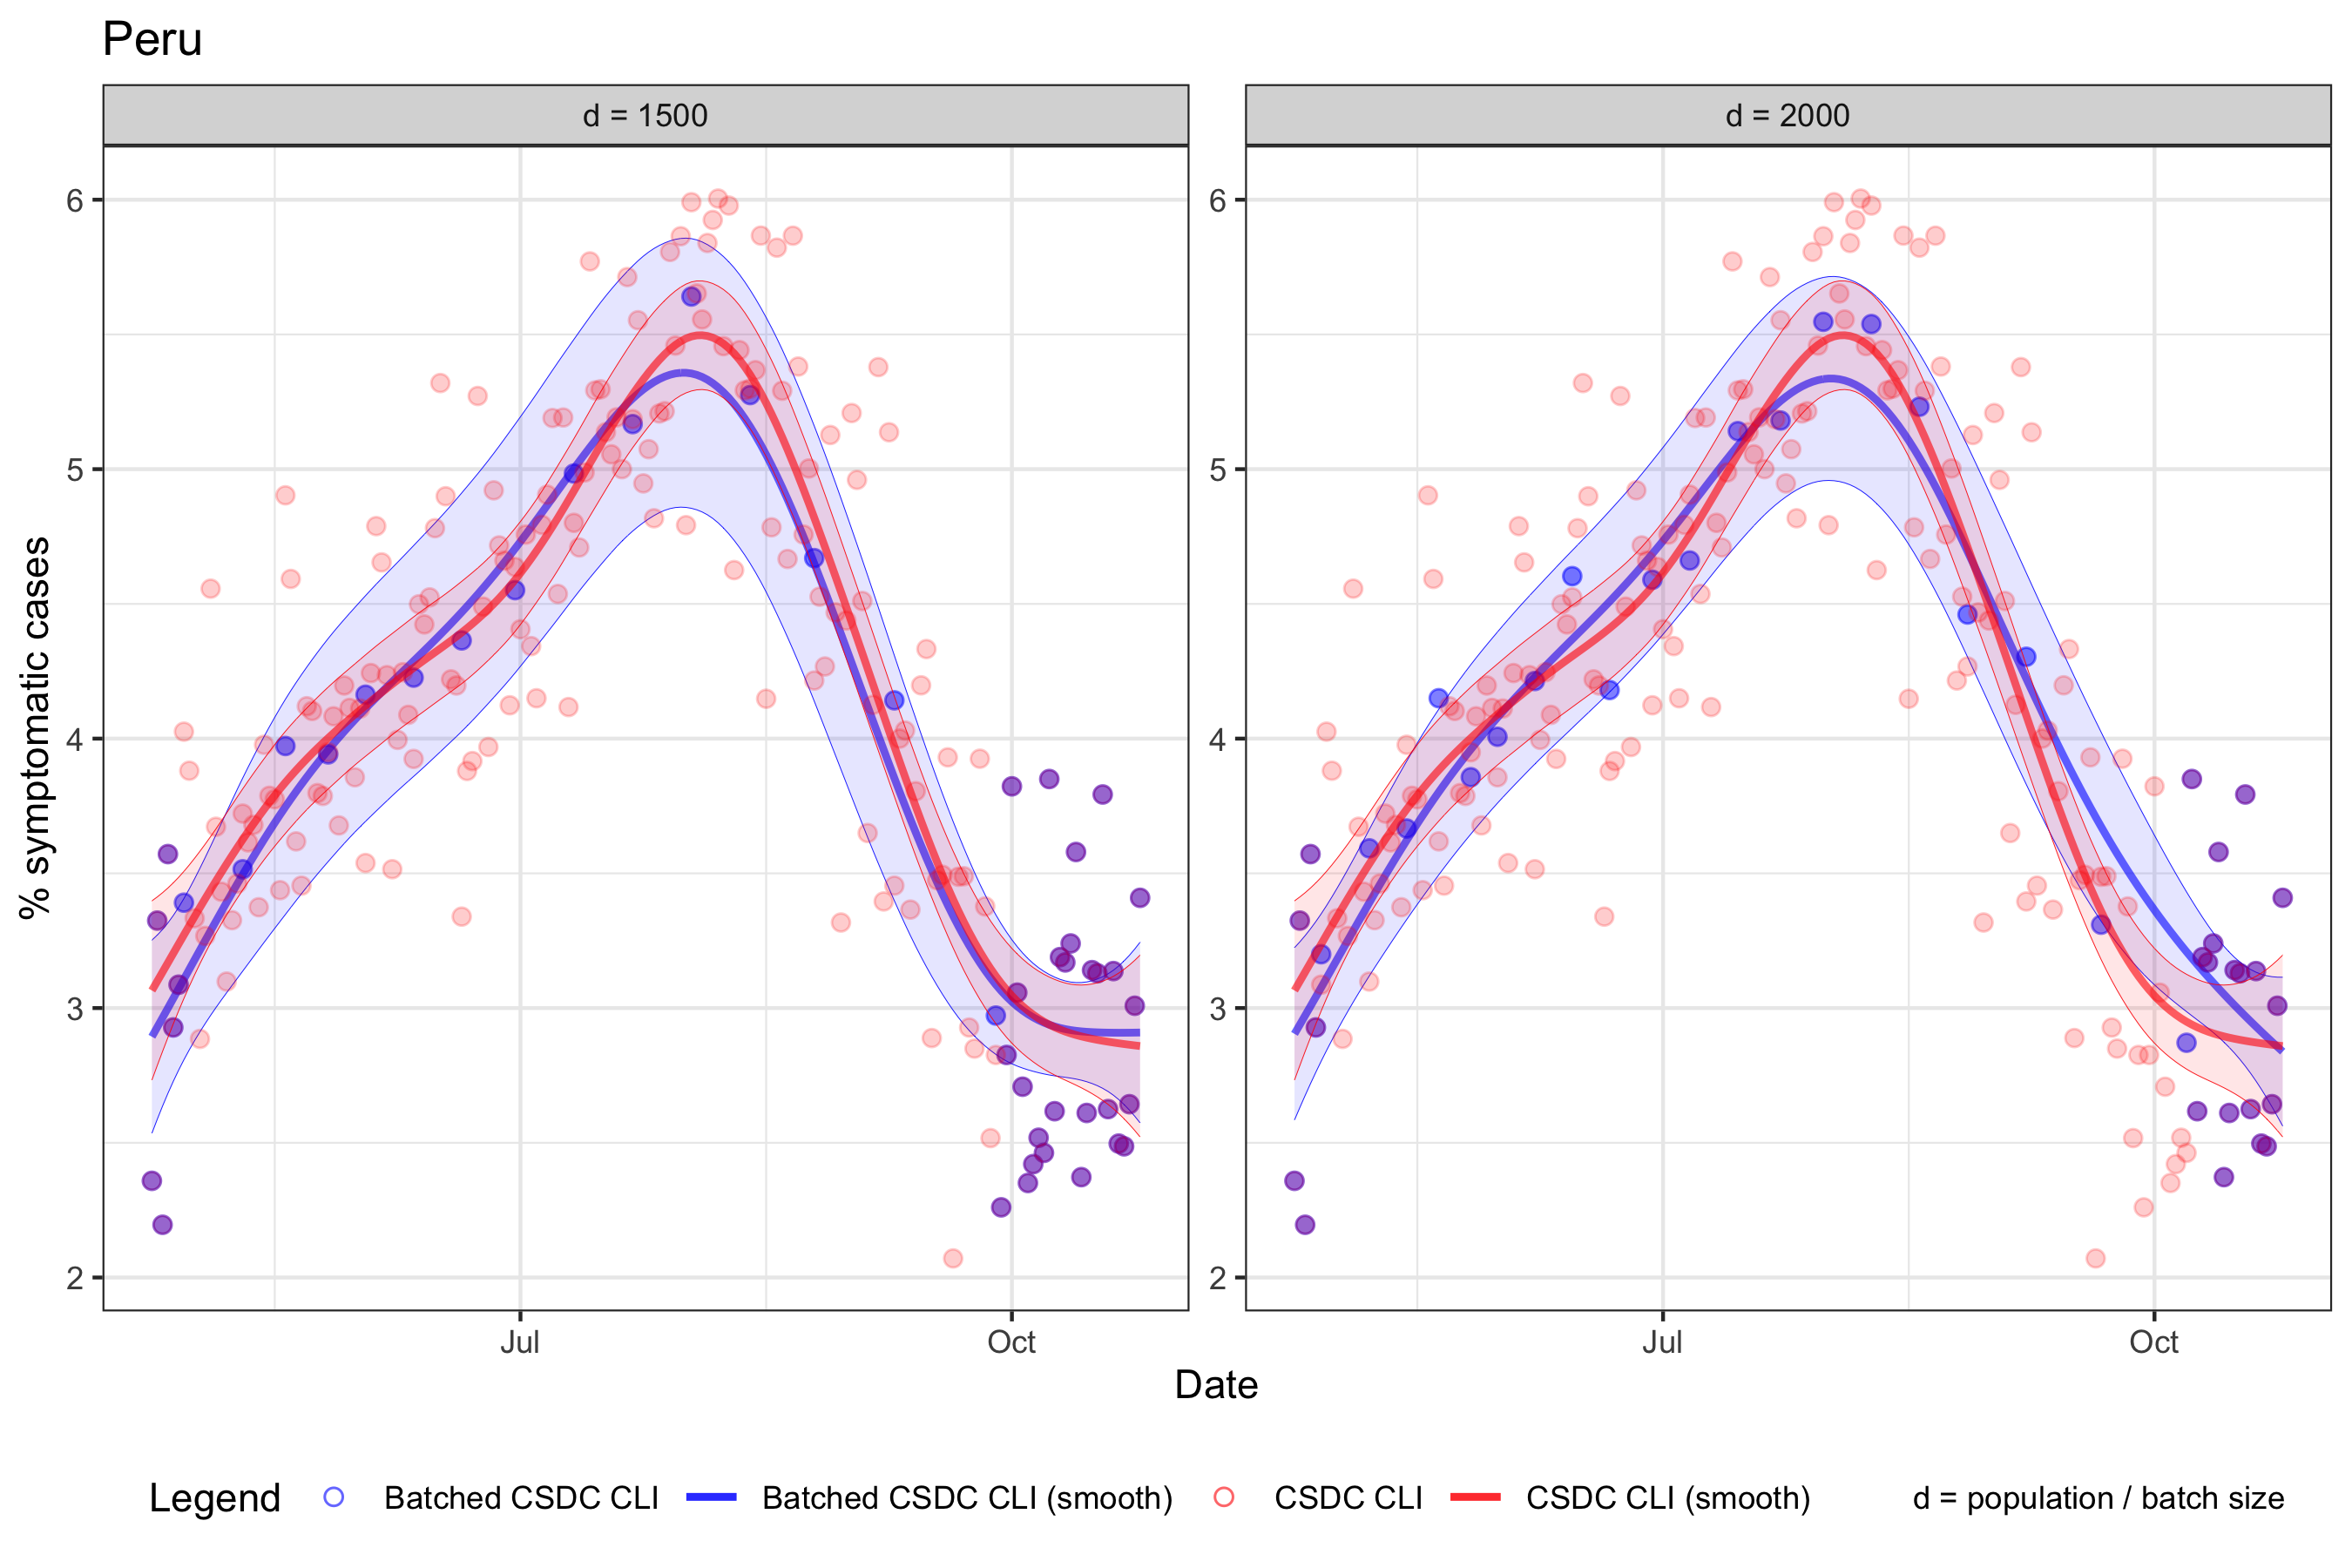 Peru
d = 1500
d = 2000
% symptomatic cases
6
5
4
3
2
6
5
4
3
2
Jul
Oct
Jul
Oct
Date
Legend Batched CSDC CLI Batched CSDC CLI (smooth) CSDC CLI CSDC CLI (smooth) d = population / batch size